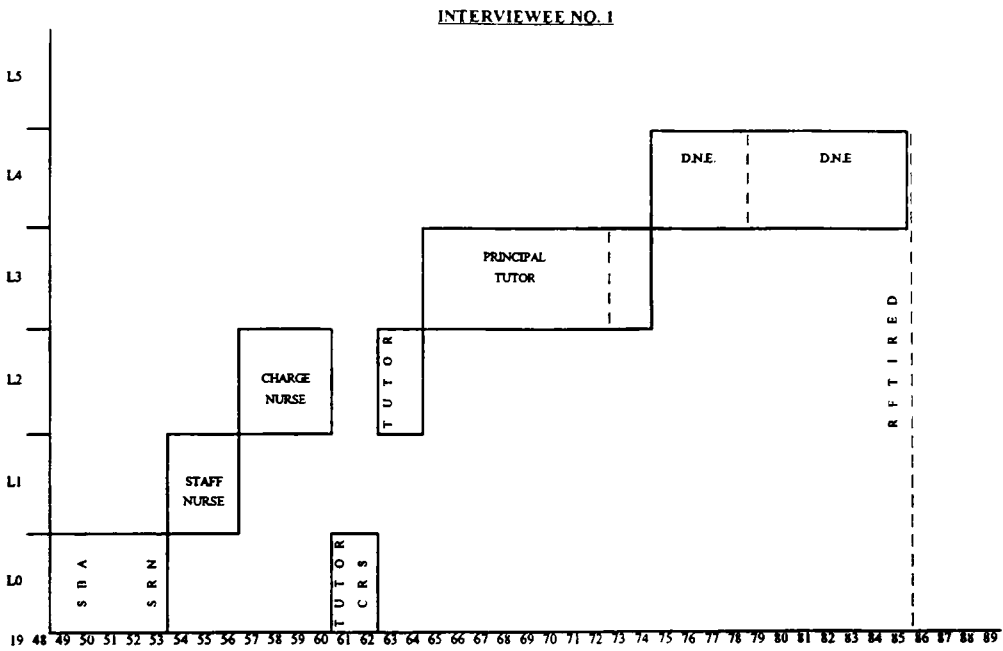 INTERVIEWEE NO. 1
L5
L4
D.N.E.
D.N.E
L3
PRINCIPAL
TUTOR
RETIRED
L2
CHARGE
NURSE
TUTOR
L1
STAFF
NURSE
L0
SBA
SRN
TUTOR
CRS
19 48 49 50 51 52 53 54 55 56 57 58 59 60 61 62 63 64 65 66 67 68 69 70 71 72 73 74 75 76 77 78 79 80 81 82 83 84 85 86 87 88 89